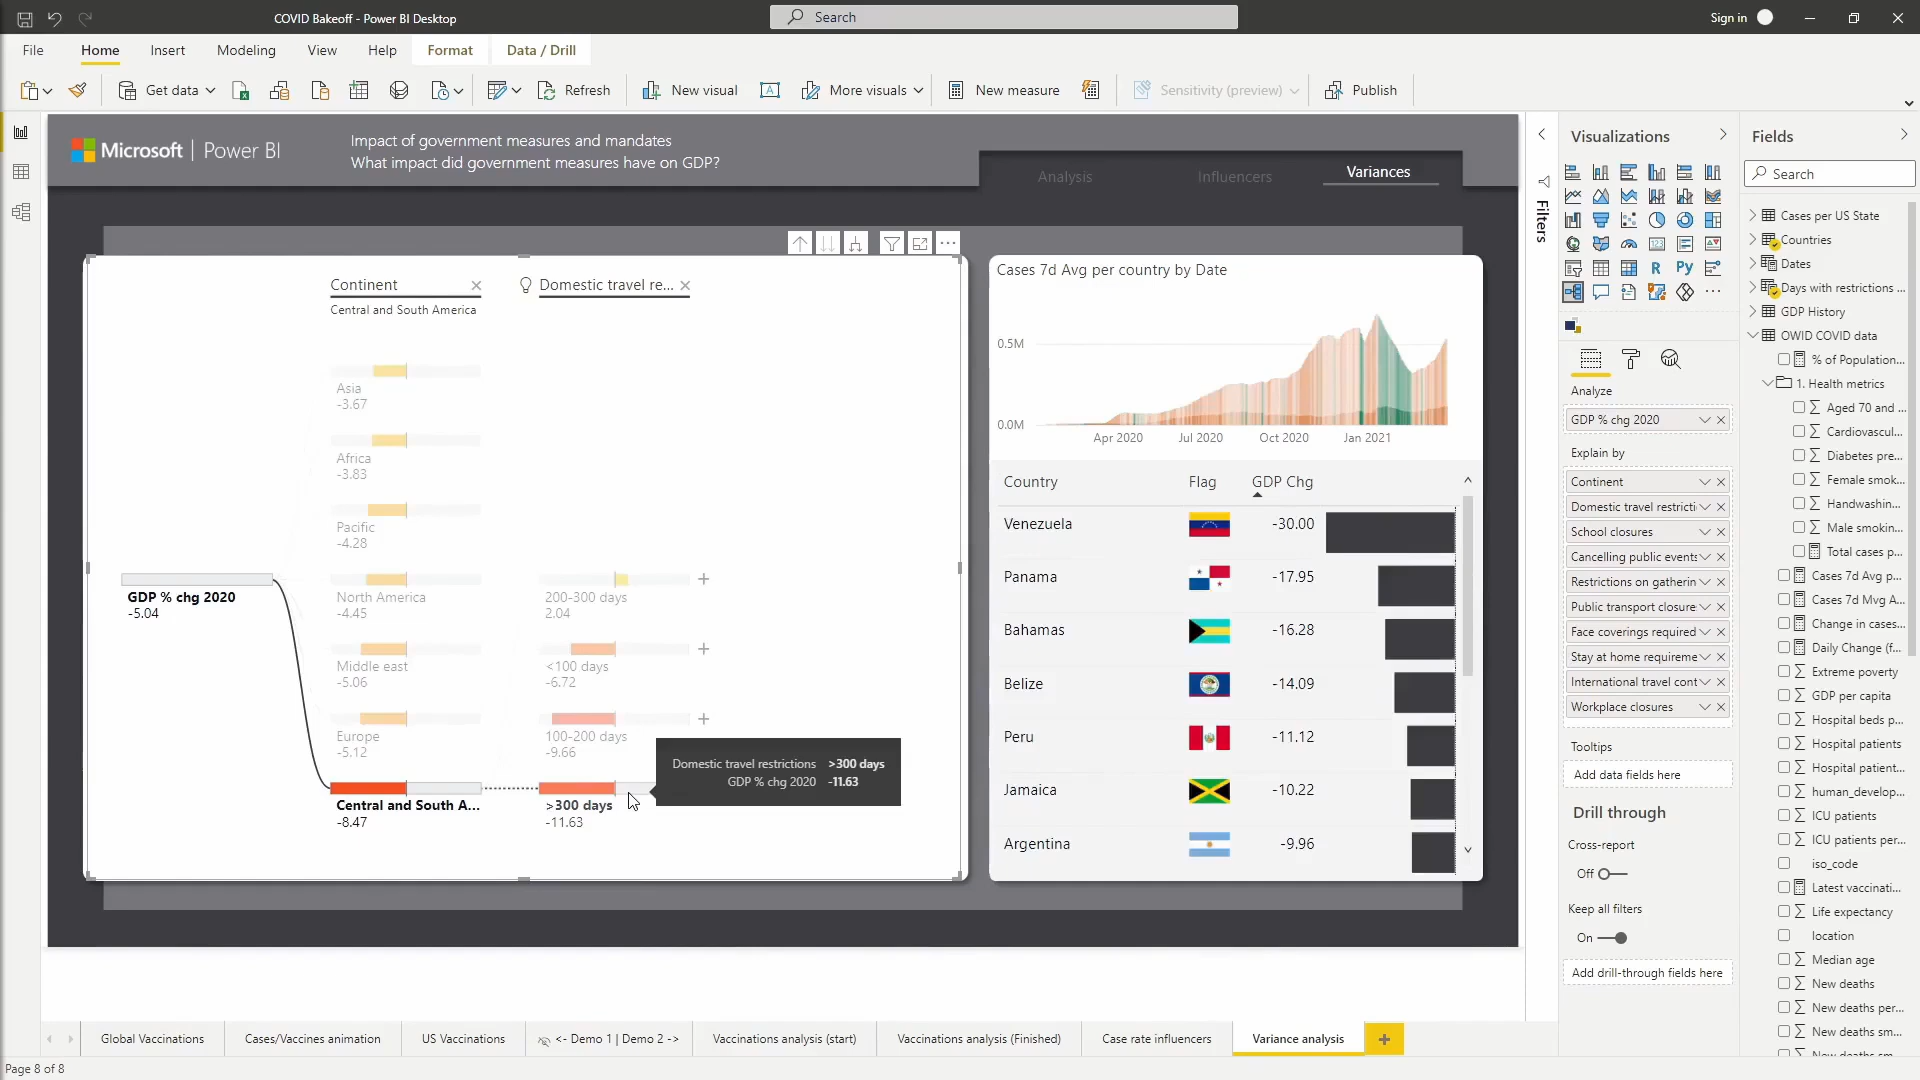 COVID Bakeoff - Power BI Desktop
Search
Sign in
File
Home
Insert
Modeling
View
Help
Format
Data / Drill
Get data
Refresh
New visual
More visuals
New measure
Sensitivity (preview)
Publish
Microsoft | Power BI
Impact of government measures and mandates
What impact did government measures have on GDP?
Analysis
Influencers
Variances
Continent
Central and South America
Domestic travel re...
Asia
-3.67
Africa
-3.83
Pacific
-4.28
GDP % chg 2020
-5.04
North America
-4.45
Middle east
-5.06
Europe
-5.12
Central and South A...
-8.47
200-300 days
2.04
<100 days
-6.72
100-200 days
-9.66
>300 days
-11.63
Domestic travel restrictions >300 days
GDP % chg 2020 -11.63
Cases 7d Avg per country by Date
0.5M
0.0M
Apr 2020 Jul 2020 Oct 2020 Jan 2021
Country Flag GDP Chg
Venezuela -30.00
Panama -17.95
Bahamas -16.28
Belize -14.09
Peru -11.12
Jamaica -10.22
Argentina -9.96
Filters
Visualizations
R
Py
123
Analyze
GDP % chg 2020
Explain by
Continent
Domestic travel restricti
School closures
Cancelling public events
Restrictions on gatherin
Public transport closure
Face coverings required
Stay at home requireme
International travel cont
Workplace closures
Tooltips
Add data fields here
Drill through
Cross-report
Off
Keep all filters
On
Add drill-through fields here
Fields
Search
Cases per US State
Countries
Dates
Days with restrictions ...
GDP History
OWID COVID data
% of Population...
1. Health metrics
Aged 70 and ...
Cardiovascul...
Diabetes pre...
Female smok...
Handwashin...
Male smokin...
Total cases p...
Cases 7d Avg p...
Cases 7d Mvg A...
Change in cases...
Daily Change (f...
Extreme poverty
GDP per capita
Hospital beds p...
Hospital patients
Hospital patient...
human_develop...
ICU patients
ICU patients per...
iso_code
Latest vaccinati...
Life expectancy
location
Median age
New deaths
New deaths per...
New deaths sm...
Global Vaccinations
Cases/Vaccines animation
US Vaccinations
<- Demo 1 | Demo 2 ->
Vaccinations analysis (start)
Vaccinations analysis (Finished)
Case rate influencers
Variance analysis
Page 8 of 8